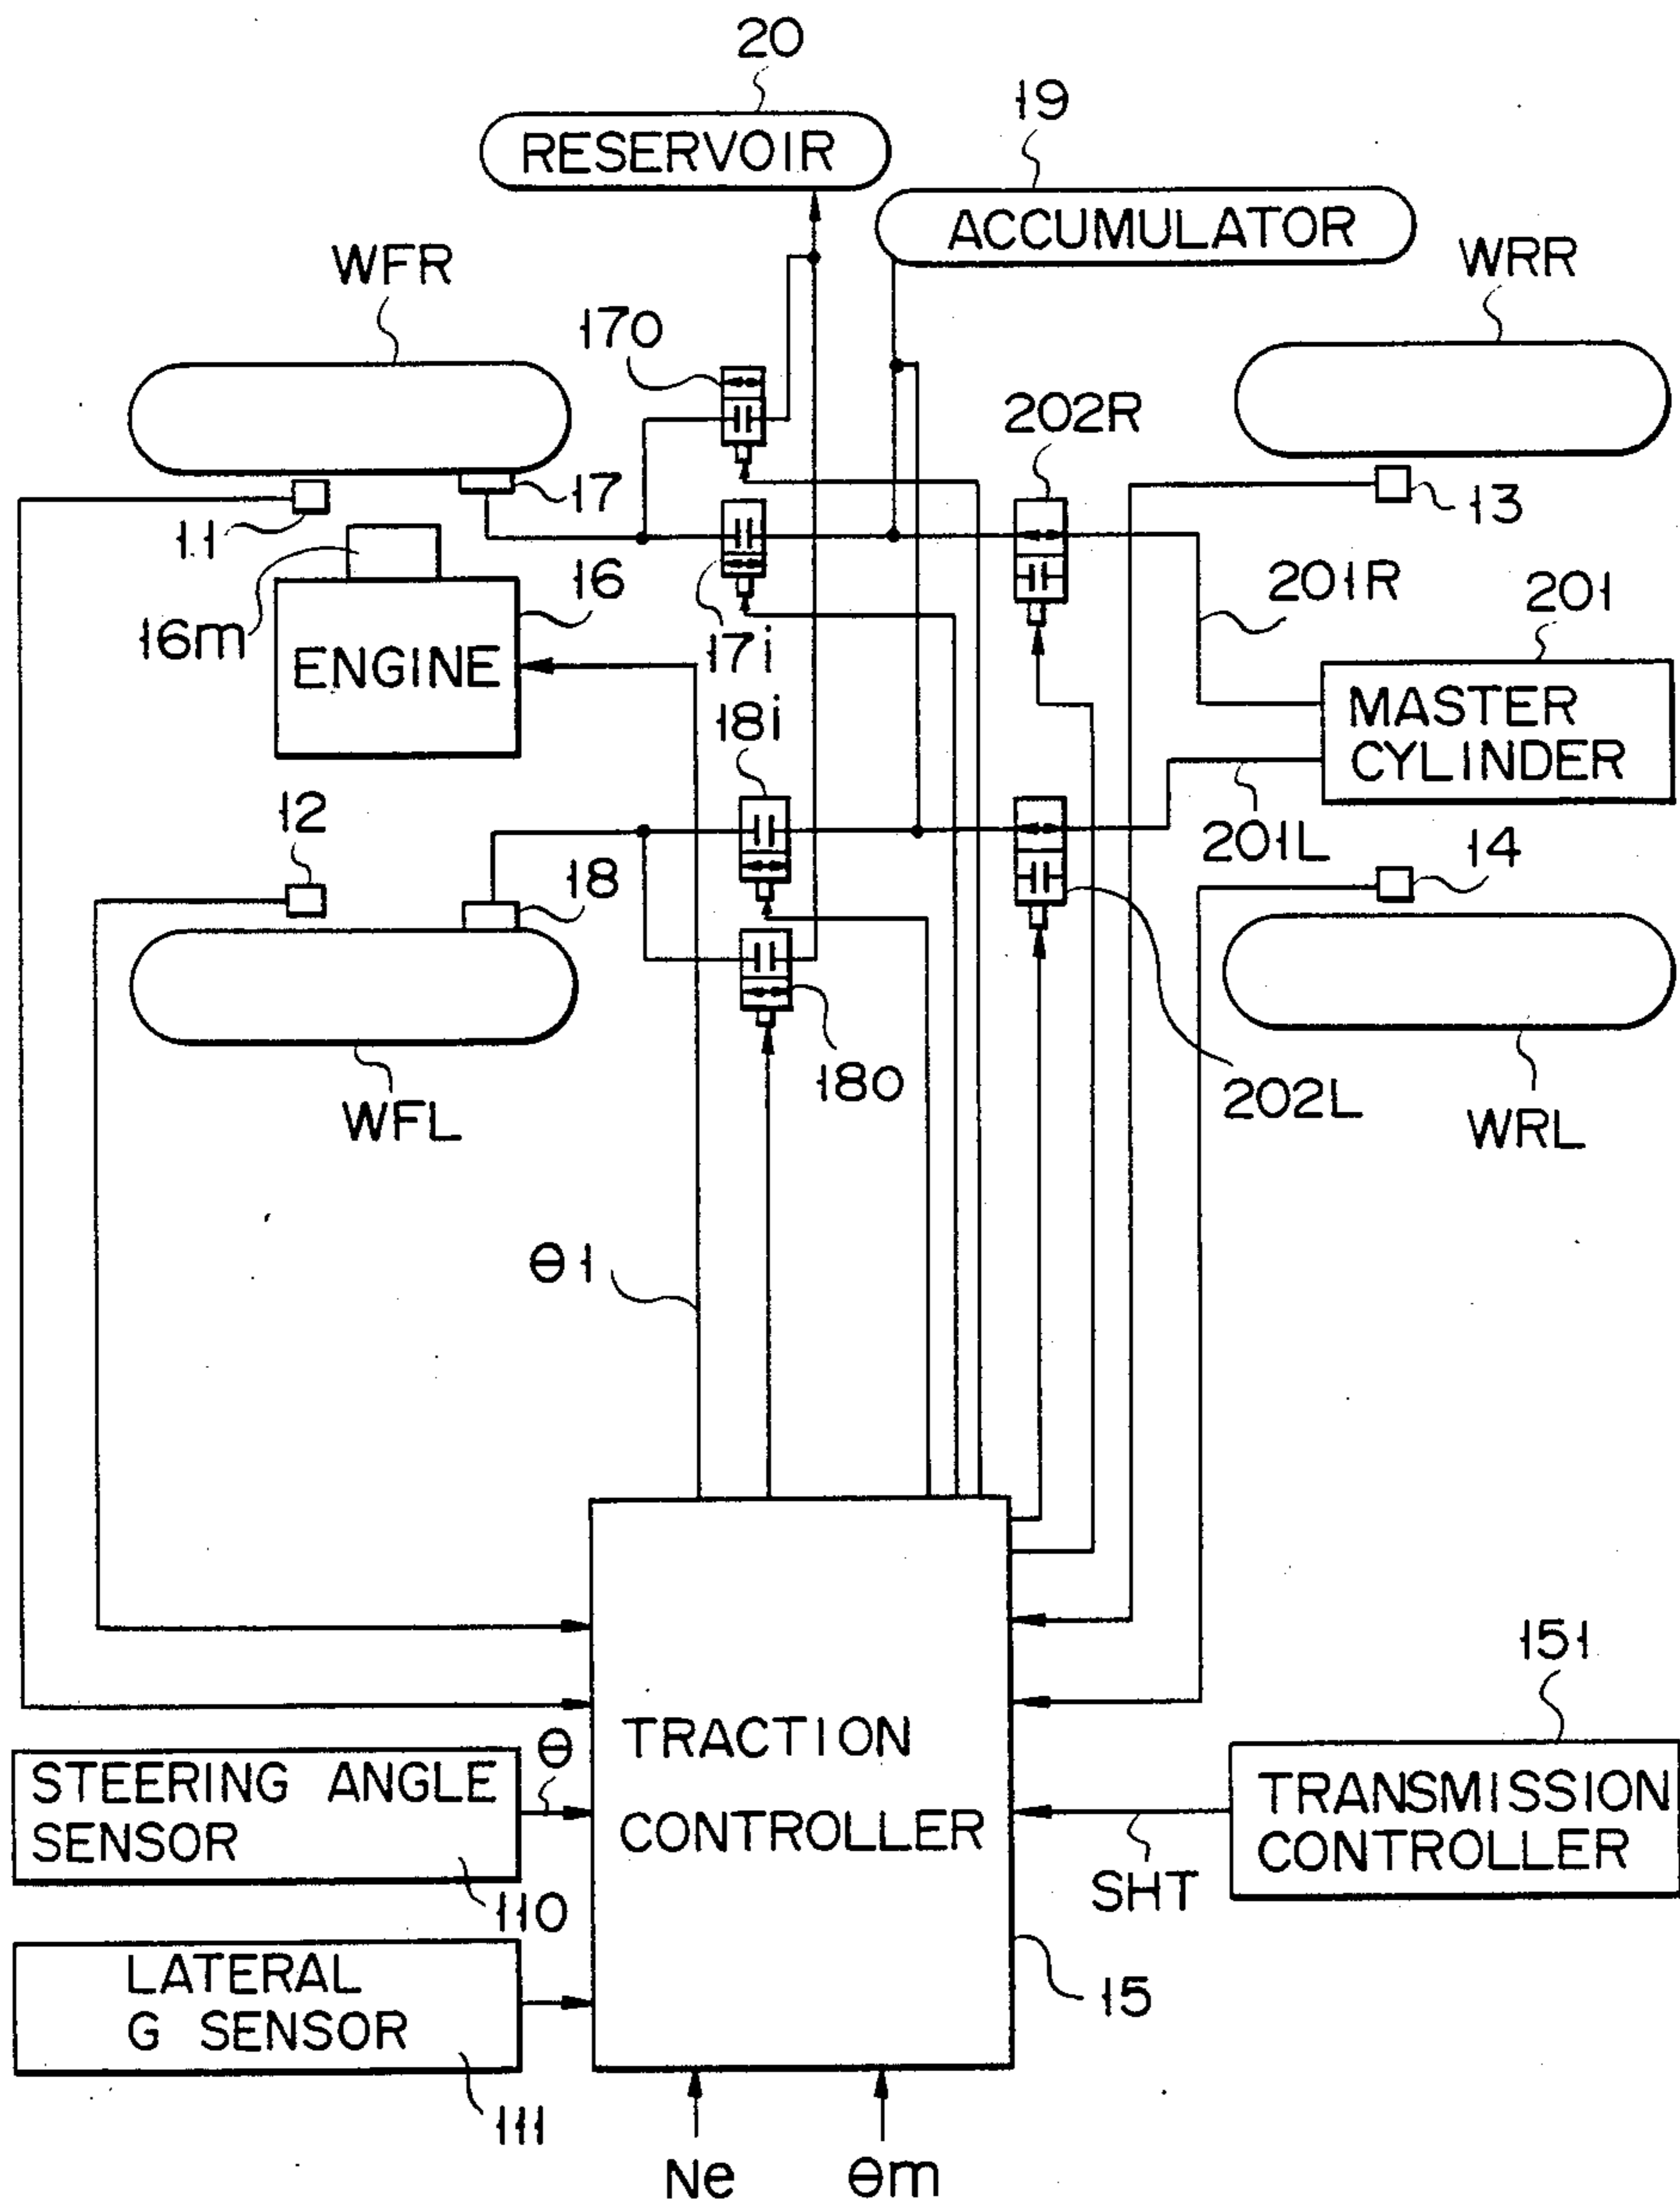 20
RESERVOIR
19
ACCUMULATOR
WFR
WRR
170
202R
17
11
13
16m
16
ENGINE
17i
201R
201
MASTER
CYLINDER
18i
12
18
201L
14
180
202L
WFL
WRL
θ1
151
TRACTION
CONTROLLER
STEERING ANGLE
SENSOR
θ
110
TRANSMISSION
CONTROLLER
SHT
LATERAL
G SENSOR
111
15
Ne
θm